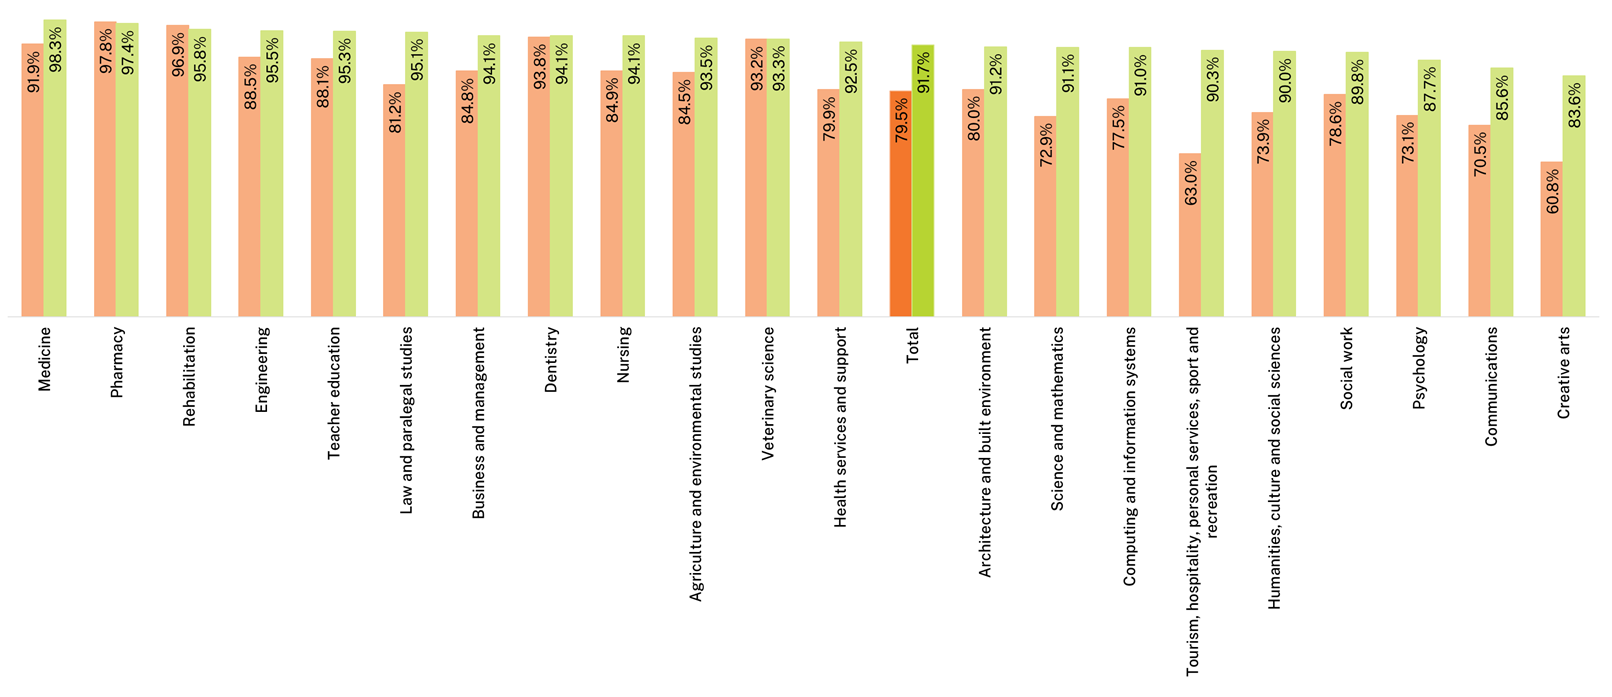 91.9%
98.3%
97.8%
97.4%
96.9%
95.8%
88.5%
95.5%
88.1%
95.3%
81.2%
95.1%
84.8%
94.1%
93.8%
94.1%
84.9%
94.1%
84.5%
93.5%
93.2%
93.3%
79.9%
92.5%
79.5%
91.7%
80.0%
91.2%
72.9%
91.1%
77.5%
91.0%
63.0%
90.3%
73.9%
90.0%
78.6%
89.8%
73.1%
87.7%
70.5%
85.6%
60.8%
83.6%
Medicine
Pharmacy
Rehabilitation
Engineering
Teacher education
Law and paralegal studies
Business and management
Dentistry
Nursing
Agriculture and environmental studies
Veterinary science
Health services and support
Total
Architecture and built environment
Science and mathematics
Computing and information systems
Tourism, hospitality, personal services, sport and
recreation
Humanities, culture and social sciences
Social work
Psychology
Communications
Creative arts